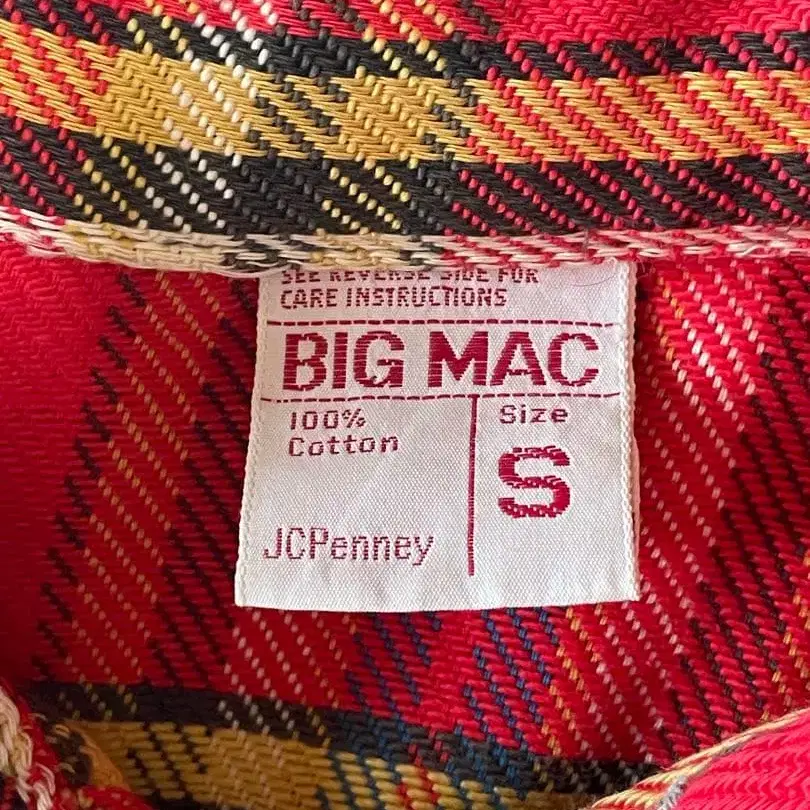 SEE REVERSE SIDE FOR
CARE INSTRUCTIONS
BIG MAC
100%
Cotton
JCPenney
Size
S